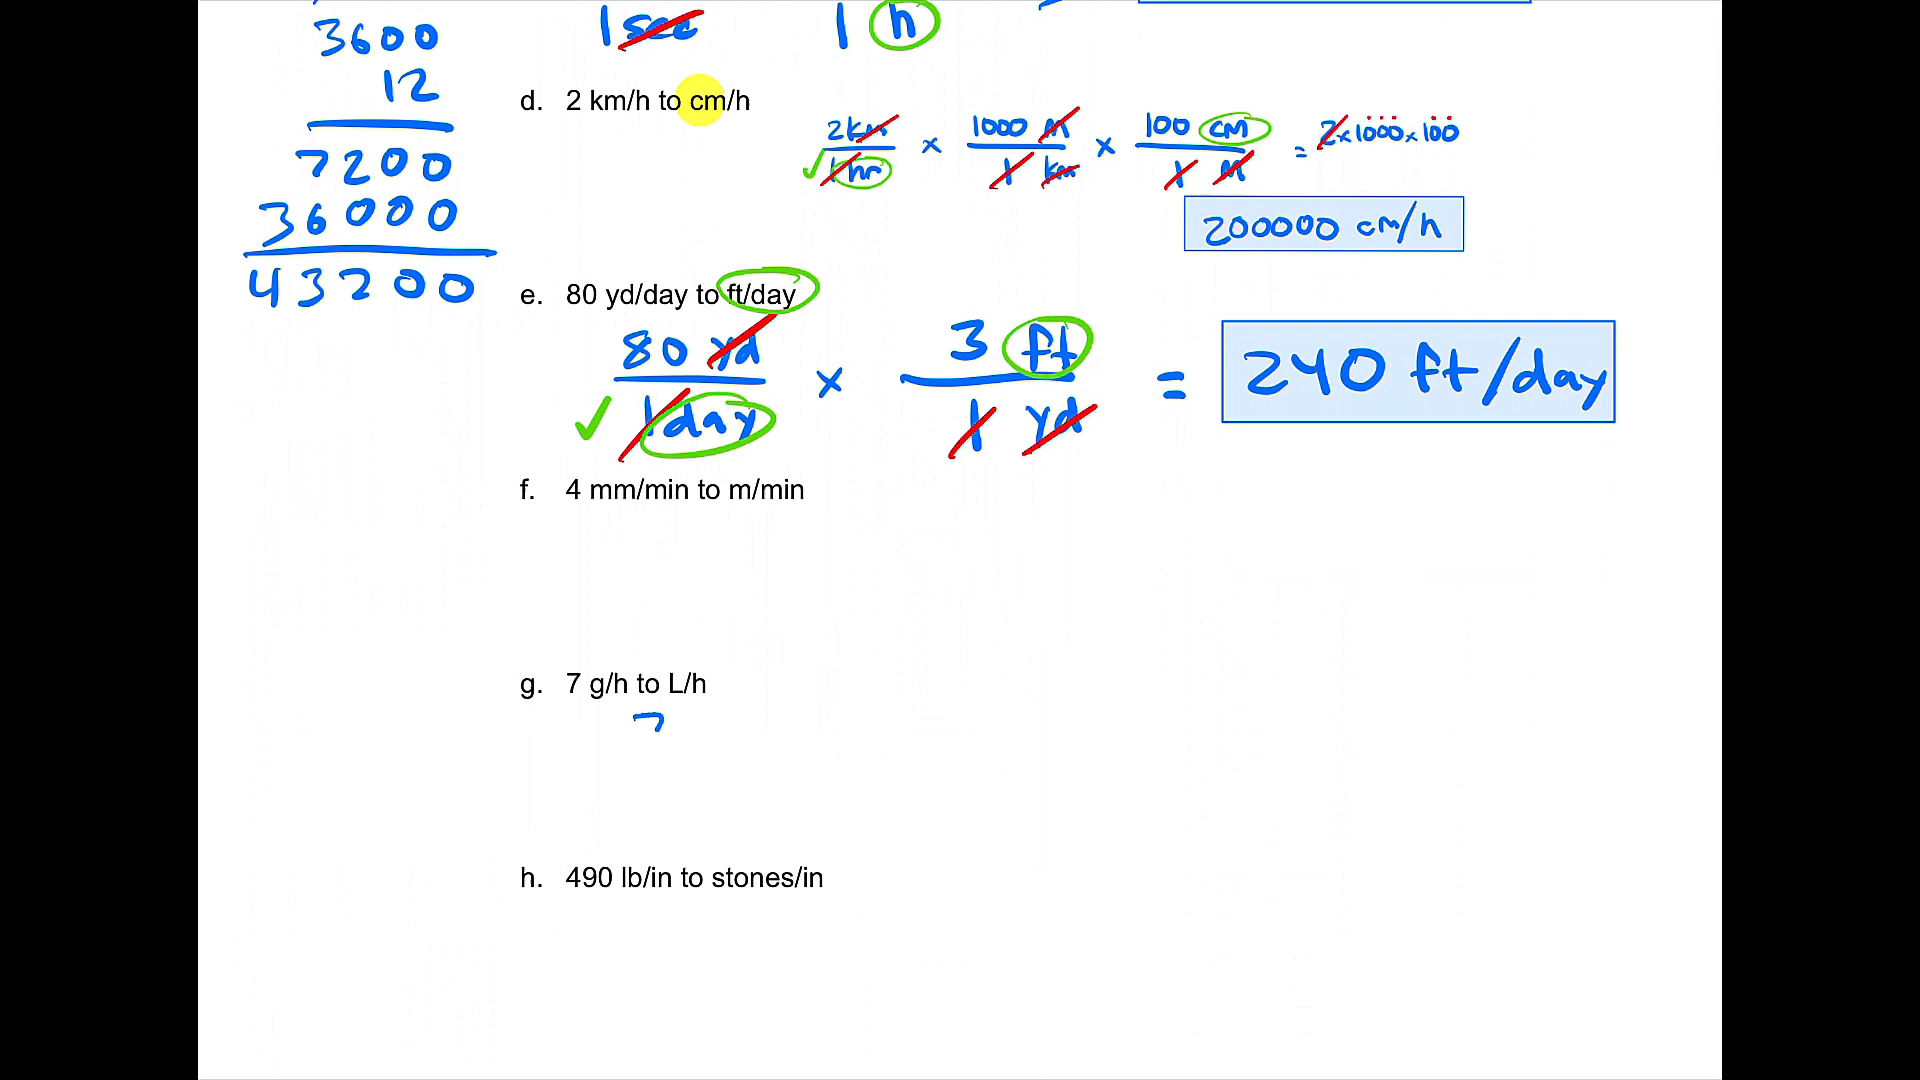 3600
12
7200
36000
43200
1 sec 1 h
d. 2 km/h to cm/h
2 km / 1 hr × 1000 m / 1 km × 100 cm / 1 m = 2×1000×100
200000 cm/h
e. 80 yd/day to ft/day
80 yd / 1 day × 3 ft / 1 yd = 240 ft/day
f. 4 mm/min to m/min
g. 7 g/h to L/h
7
h. 490 lb/in to stones/in